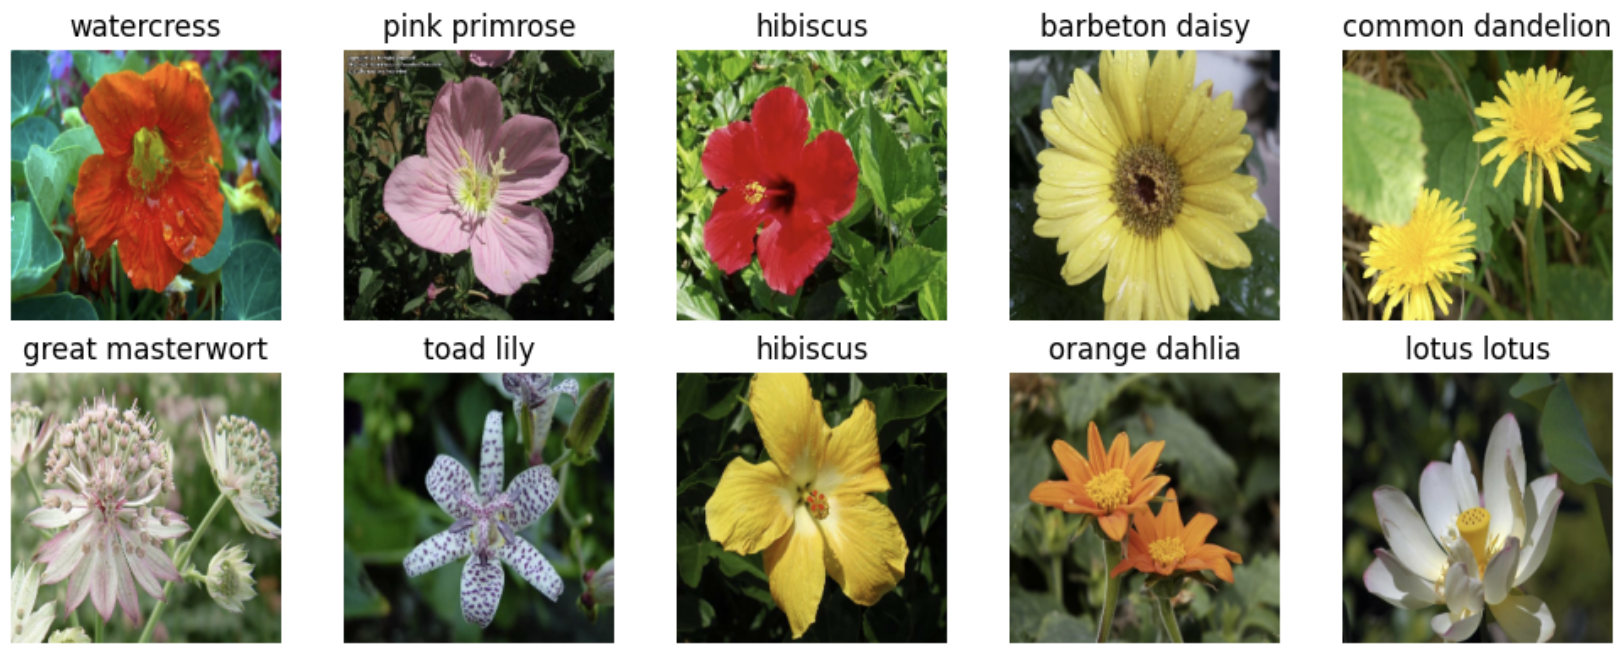 watercress
pink primrose
hibiscus
barbeton daisy
common dandelion
great masterwort
toad lily
hibiscus
orange dahlia
lotus lotus